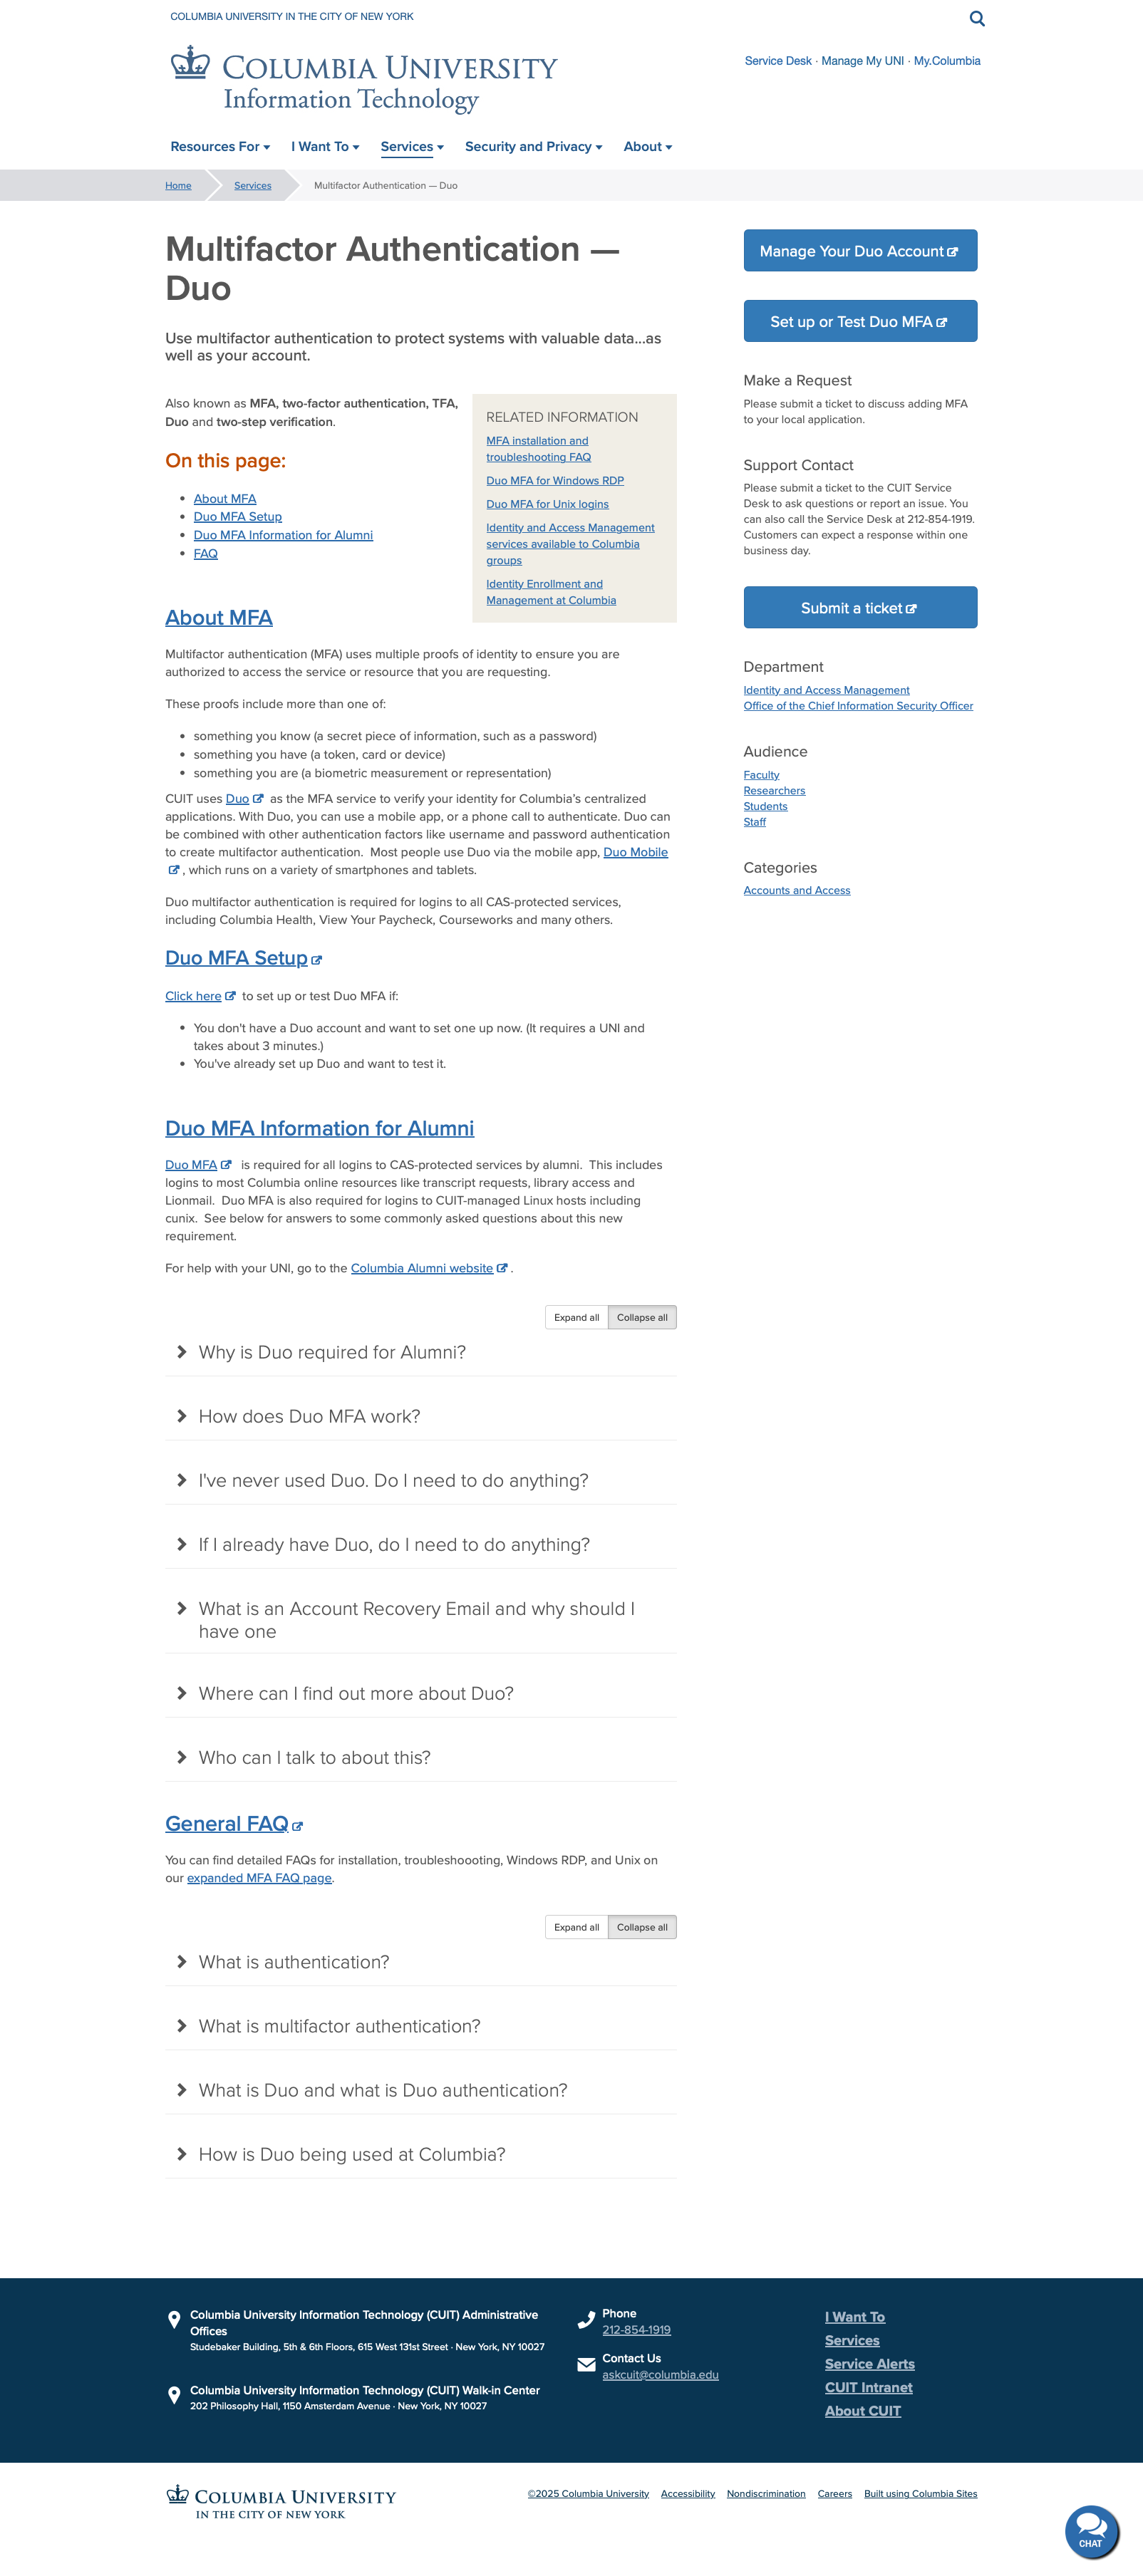 COLUMBIA UNIVERSITY IN THE CITY OF NEW YORK
COLUMBIA UNIVERSITY
Information Technology
Service Desk · Manage My UNI · My.Columbia
Resources For
I Want To
Services
Security and Privacy
About
Home
Services
Multifactor Authentication — Duo
Multifactor Authentication —
Duo
Use multifactor authentication to protect systems with valuable data...as
well as your account.
Also known as MFA, two-factor authentication, TFA,
Duo and two-step verification.
On this page:
• About MFA
• Duo MFA Setup
• Duo MFA Information for Alumni
• FAQ
RELATED INFORMATION
MFA installation and
troubleshooting FAQ
Duo MFA for Windows RDP
Duo MFA for Unix logins
Identity and Access Management
services available to Columbia
groups
Identity Enrollment and
Management at Columbia
About MFA
Multifactor authentication (MFA) uses multiple proofs of identity to ensure you are
authorized to access the service or resource that you are requesting.
These proofs include more than one of:
• something you know (a secret piece of information, such as a password)
• something you have (a token, card or device)
• something you are (a biometric measurement or representation)
CUIT uses Duo as the MFA service to verify your identity for Columbia's centralized
applications. With Duo, you can use a mobile app, or a phone call to authenticate. Duo can
be combined with other authentication factors like username and password authentication
to create multifactor authentication. Most people use Duo via the mobile app, Duo Mobile
, which runs on a variety of smartphones and tablets.
Duo multifactor authentication is required for logins to all CAS-protected services,
including Columbia Health, View Your Paycheck, Courseworks and many others.
Duo MFA Setup
Click here to set up or test Duo MFA if:
• You don't have a Duo account and want to set one up now. (It requires a UNI and
takes about 3 minutes.)
• You've already set up Duo and want to test it.
Duo MFA Information for Alumni
Duo MFA is required for all logins to CAS-protected services by alumni. This includes
logins to most Columbia online resources like transcript requests, library access and
Lionmail. Duo MFA is also required for logins to CUIT-managed Linux hosts including
cunix. See below for answers to some commonly asked questions about this new
requirement.
For help with your UNI, go to the Columbia Alumni website .
Expand all
Collapse all
Why is Duo required for Alumni?
How does Duo MFA work?
I've never used Duo. Do I need to do anything?
If I already have Duo, do I need to do anything?
What is an Account Recovery Email and why should I
have one
Where can I find out more about Duo?
Who can I talk to about this?
General FAQ
You can find detailed FAQs for installation, troubleshoooting, Windows RDP, and Unix on
our expanded MFA FAQ page.
Expand all
Collapse all
What is authentication?
What is multifactor authentication?
What is Duo and what is Duo authentication?
How is Duo being used at Columbia?
Manage Your Duo Account
Set up or Test Duo MFA
Make a Request
Please submit a ticket to discuss adding MFA
to your local application.
Support Contact
Please submit a ticket to the CUIT Service
Desk to ask questions or report an issue. You
can also call the Service Desk at 212-854-1919.
Customers can expect a response within one
business day.
Submit a ticket
Department
Identity and Access Management
Office of the Chief Information Security Officer
Audience
Faculty
Researchers
Students
Staff
Categories
Accounts and Access
Columbia University Information Technology (CUIT) Administrative
Offices
Studebaker Building, 5th & 6th Floors, 615 West 131st Street · New York, NY 10027
Columbia University Information Technology (CUIT) Walk-in Center
202 Philosophy Hall, 1150 Amsterdam Avenue · New York, NY 10027
Phone
212-854-1919
Contact Us
askcuit@columbia.edu
I Want To
Services
Service Alerts
CUIT Intranet
About CUIT
COLUMBIA UNIVERSITY
IN THE CITY OF NEW YORK
©2025 Columbia University
Accessibility
Nondiscrimination
Careers
Built using Columbia Sites
CHAT